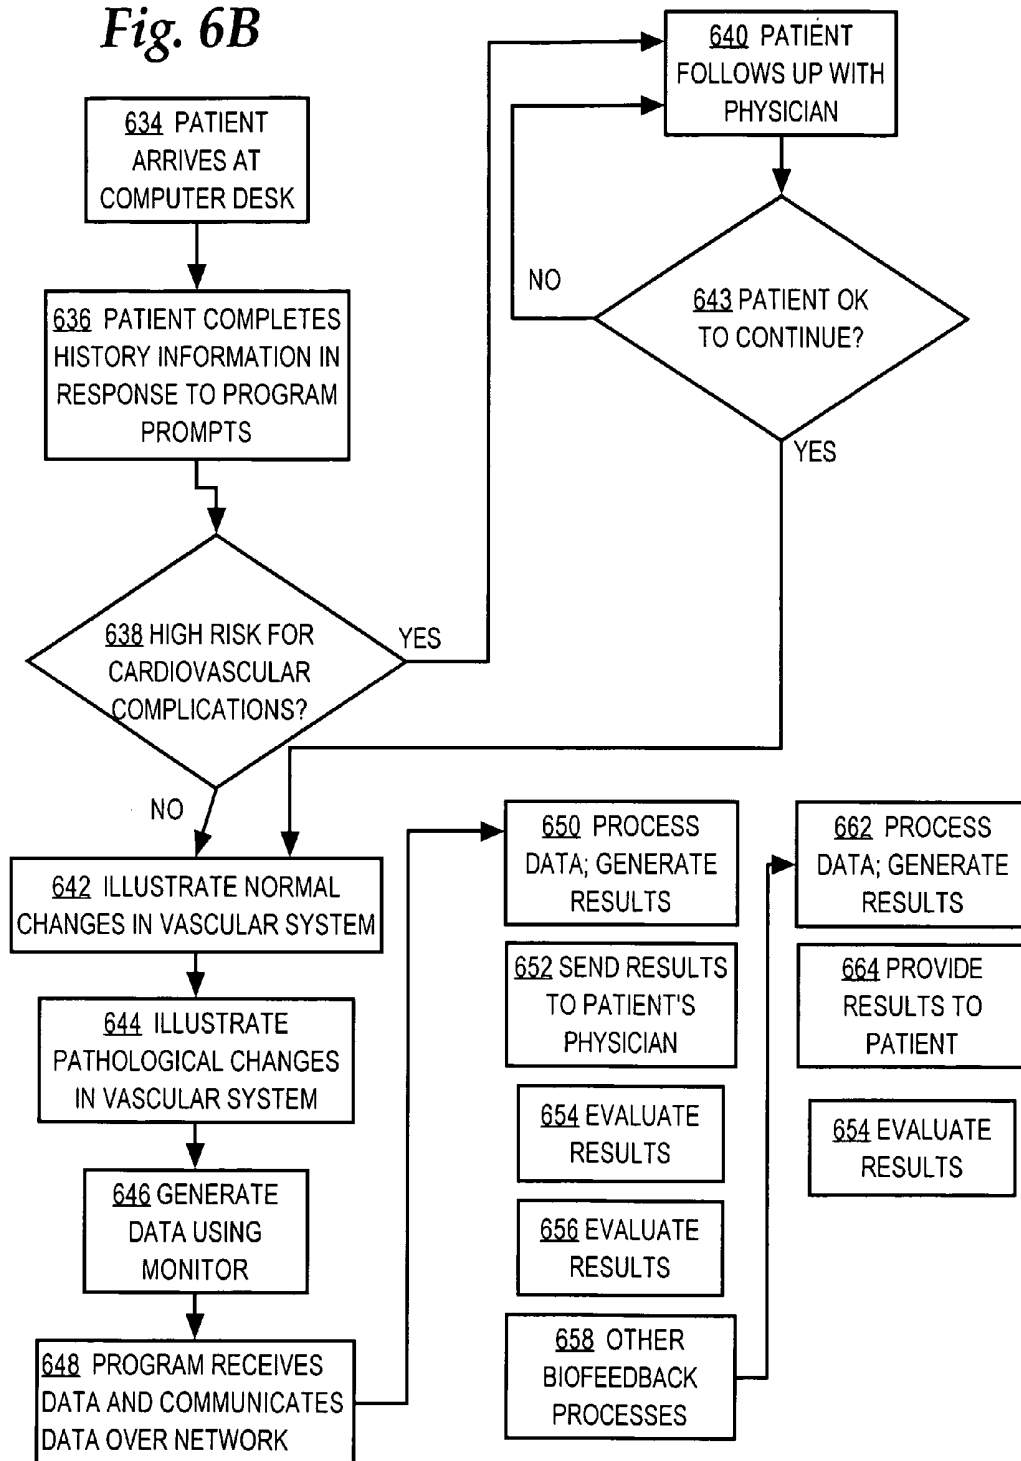 Fig. 6B
634 PATIENT
ARRIVES AT
COMPUTER DESK
636 PATIENT COMPLETES
HISTORY INFORMATION IN
RESPONSE TO PROGRAM
PROMPTS
638 HIGH RISK FOR
CARDIOVASCULAR
COMPLICATIONS?
YES
NO
640 PATIENT
FOLLOWS UP WITH
PHYSICIAN
643 PATIENT OK
TO CONTINUE?
NO
YES
642 ILLUSTRATE NORMAL
CHANGES IN VASCULAR SYSTEM
644 ILLUSTRATE
PATHOLOGICAL CHANGES
IN VASCULAR SYSTEM
646 GENERATE
DATA USING
MONITOR
648 PROGRAM RECEIVES
DATA AND COMMUNICATES
DATA OVER NETWORK
650 PROCESS
DATA; GENERATE
RESULTS
652 SEND RESULTS
TO PATIENT'S
PHYSICIAN
654 EVALUATE
RESULTS
656 EVALUATE
RESULTS
658 OTHER
BIOFEEDBACK
PROCESSES
662 PROCESS
DATA; GENERATE
RESULTS
664 PROVIDE
RESULTS TO
PATIENT
654 EVALUATE
RESULTS